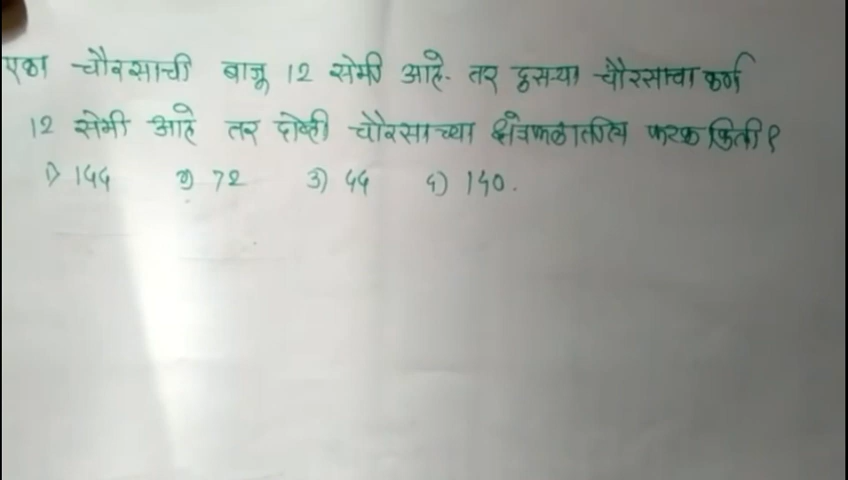 एका चौरसाची बाजू 12 सेमी आहे. तर दुसऱ्या चौरसाचा कर्ण
12 सेमी आहे तर दोन्ही चौरसाच्या क्षेत्रफळातील फरक किती?
1) 144 2) 72 3) 44 4) 140.